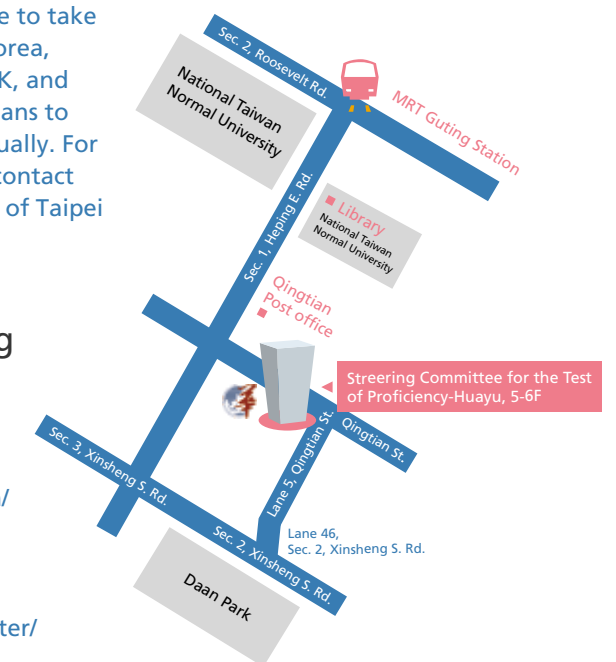 e to take
orea,
K, and
ans to
ually. For
contact
of Taipei
g
/
ter/
Sec. 2, Roosevelt Rd.
MRT Guting Station
National Taiwan
Normal University
Sec. 1, Heping E. Rd.
Library
National Taiwan
Normal University
Qingtian
Post office
Streering Committee for the Test
of Proficiency-Huayu, 5-6F
Qingtian St.
Lane 5, Qingtian St.
Sec. 3, Xinsheng S. Rd.
Sec. 2, Xinsheng S. Rd.
Lane 46,
Sec. 2, Xinsheng S. Rd.
Daan Park